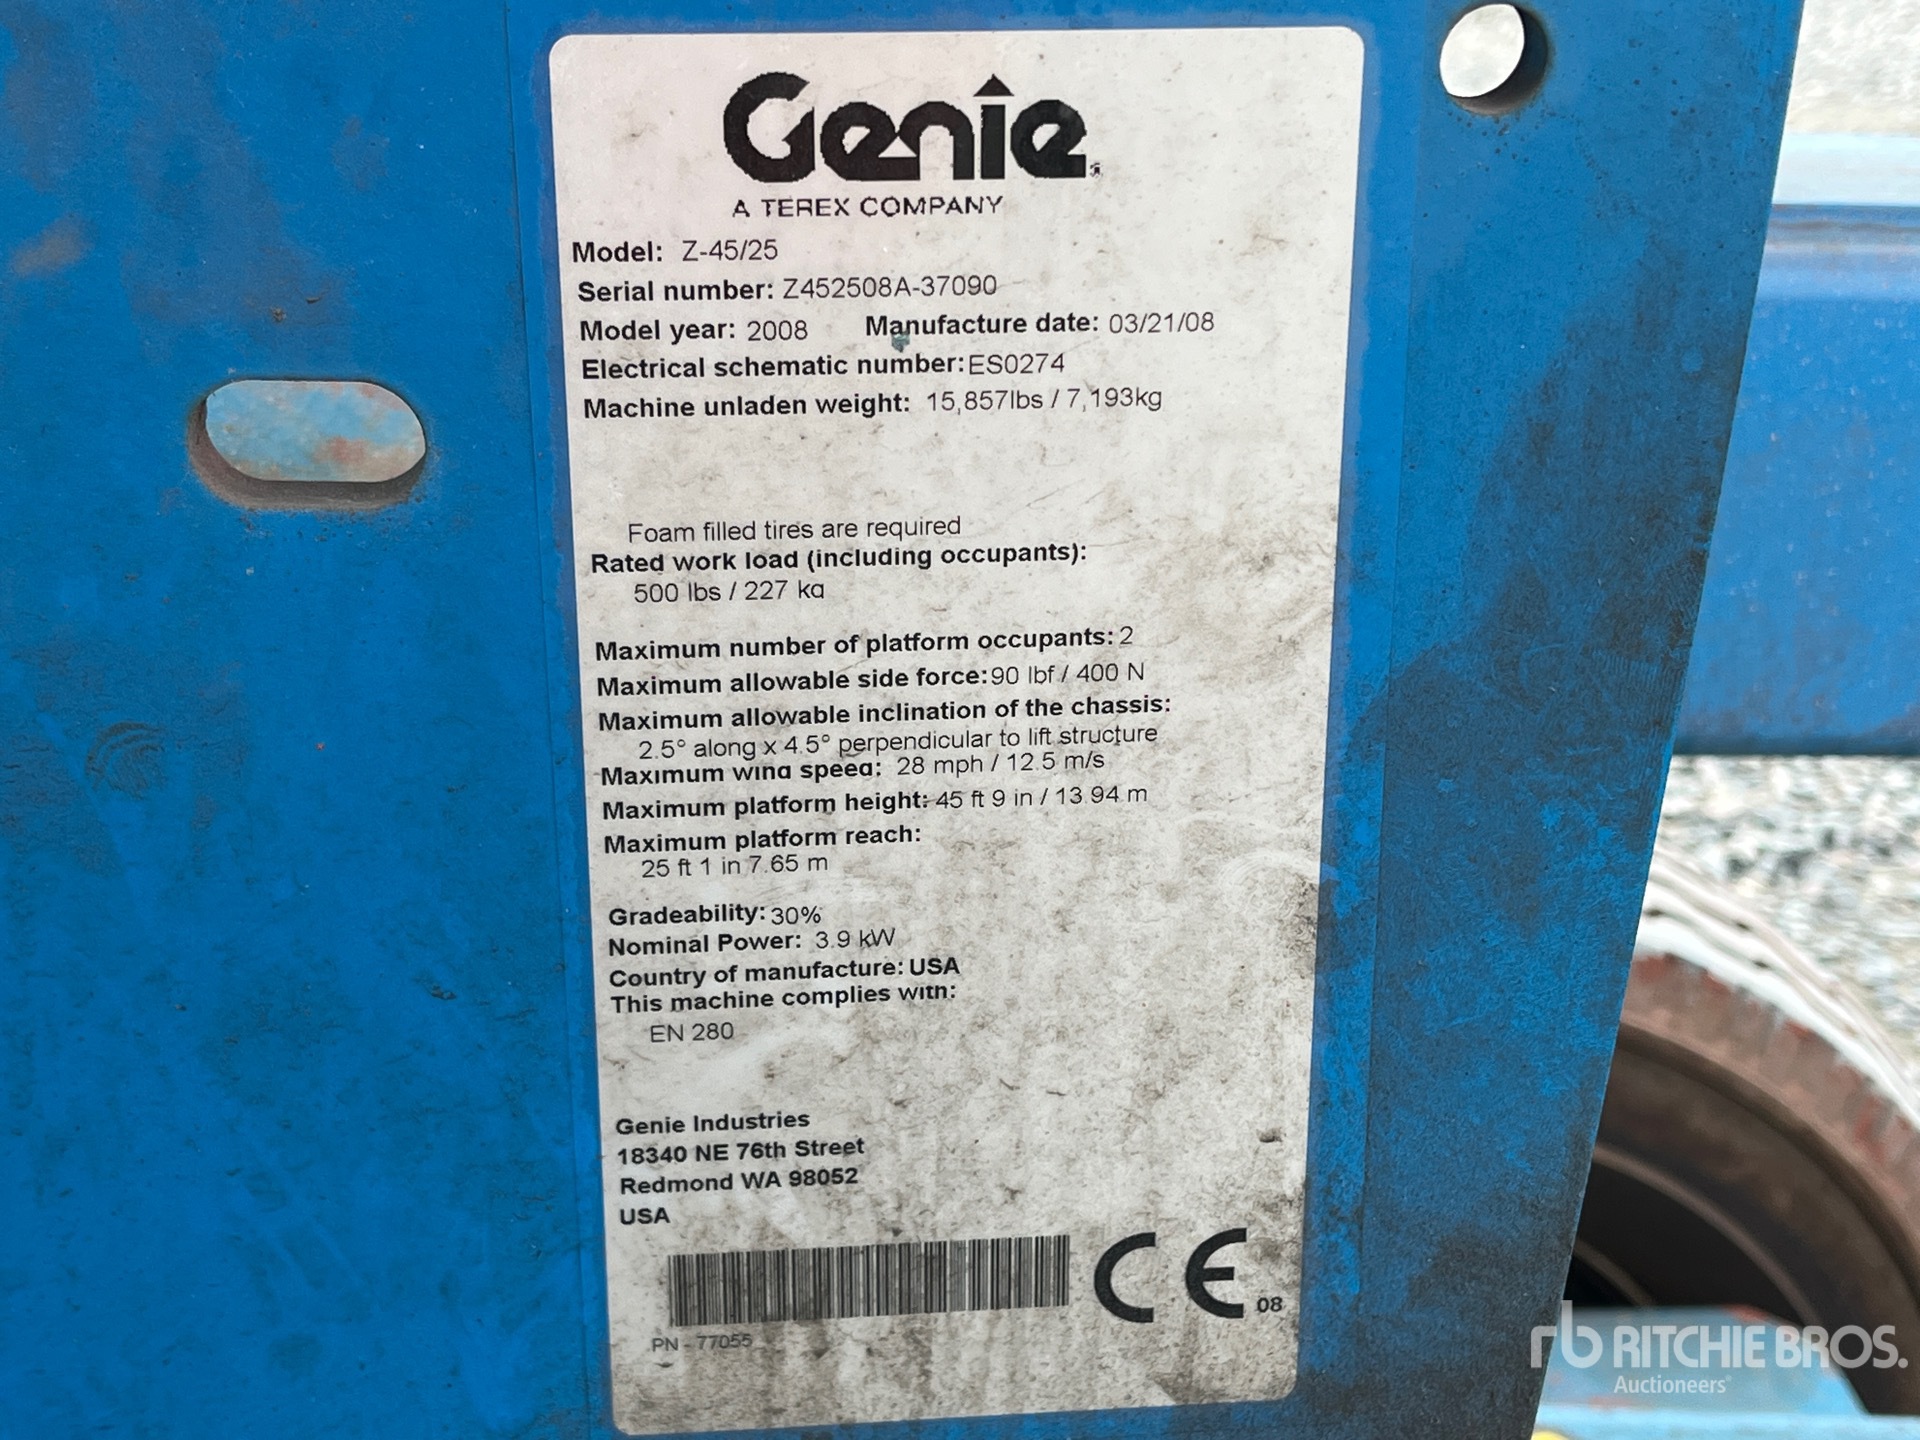 Genie
A TEREX COMPANY
Model: Z-45/25
Serial number: Z452508A-37090
Model year: 2008 Manufacture date: 03/21/08
Electrical schematic number: ES0274
Machine unladen weight: 15,857lbs / 7,193kg
Foam filled tires are required
Rated work load (including occupants):
500 lbs / 227 kg
Maximum number of platform occupants: 2
Maximum allowable side force: 90 lbf / 400 N
Maximum allowable inclination of the chassis:
2.5° along x 4.5° perpendicular to lift structure
Maximum wind speed: 28 mph / 12.5 m/s
Maximum platform height: 45 ft 9 in / 13.94 m
Maximum platform reach:
25 ft 1 in 7.65 m
Gradeability: 30%
Nominal Power: 3.9 kW
Country of manufacture: USA
This machine complies with:
EN 280
Genie Industries
18340 NE 76th Street
Redmond WA 98052
USA
CE 08
PN - 77055
rb RITCHIE BROS.
Auctioneers